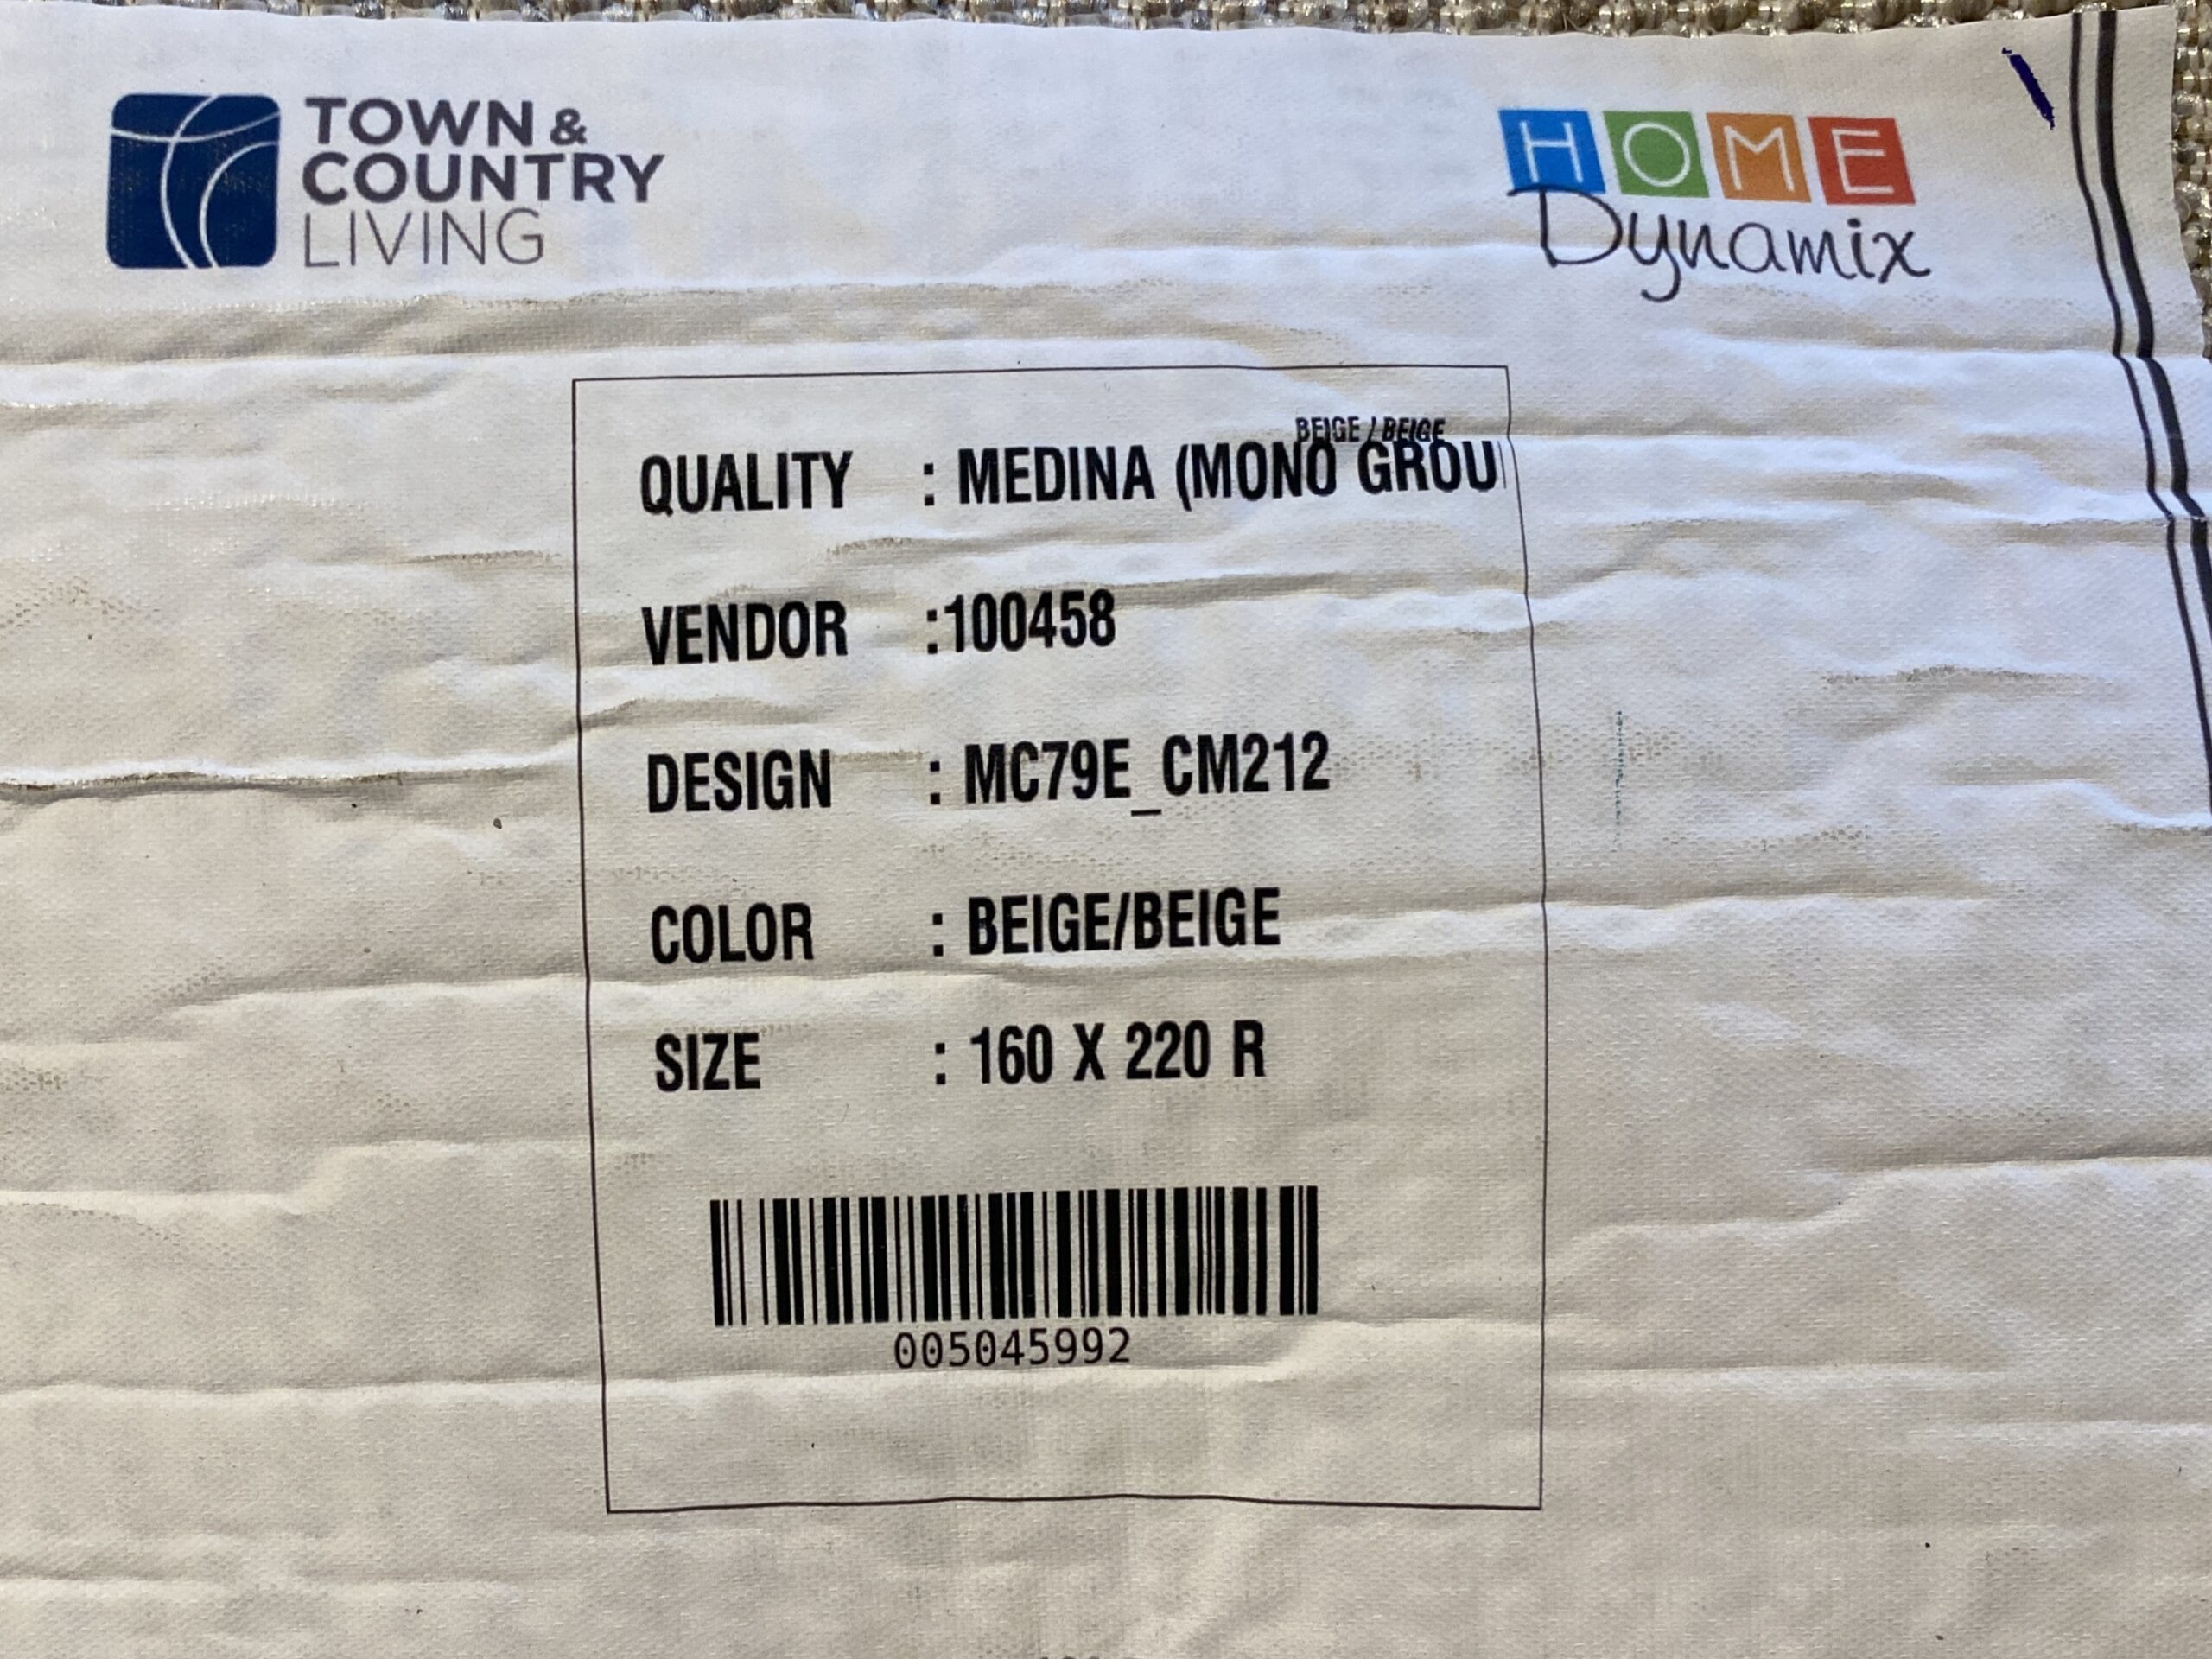 TOWN &
COUNTRY
LIVING
HOME
Dynamix
BEIGE / BEIGE
QUALITY : MEDINA (MONO GROU
VENDOR :100458
DESIGN : MC79E_CM212
COLOR : BEIGE/BEIGE
SIZE : 160 X 220 R
005045992